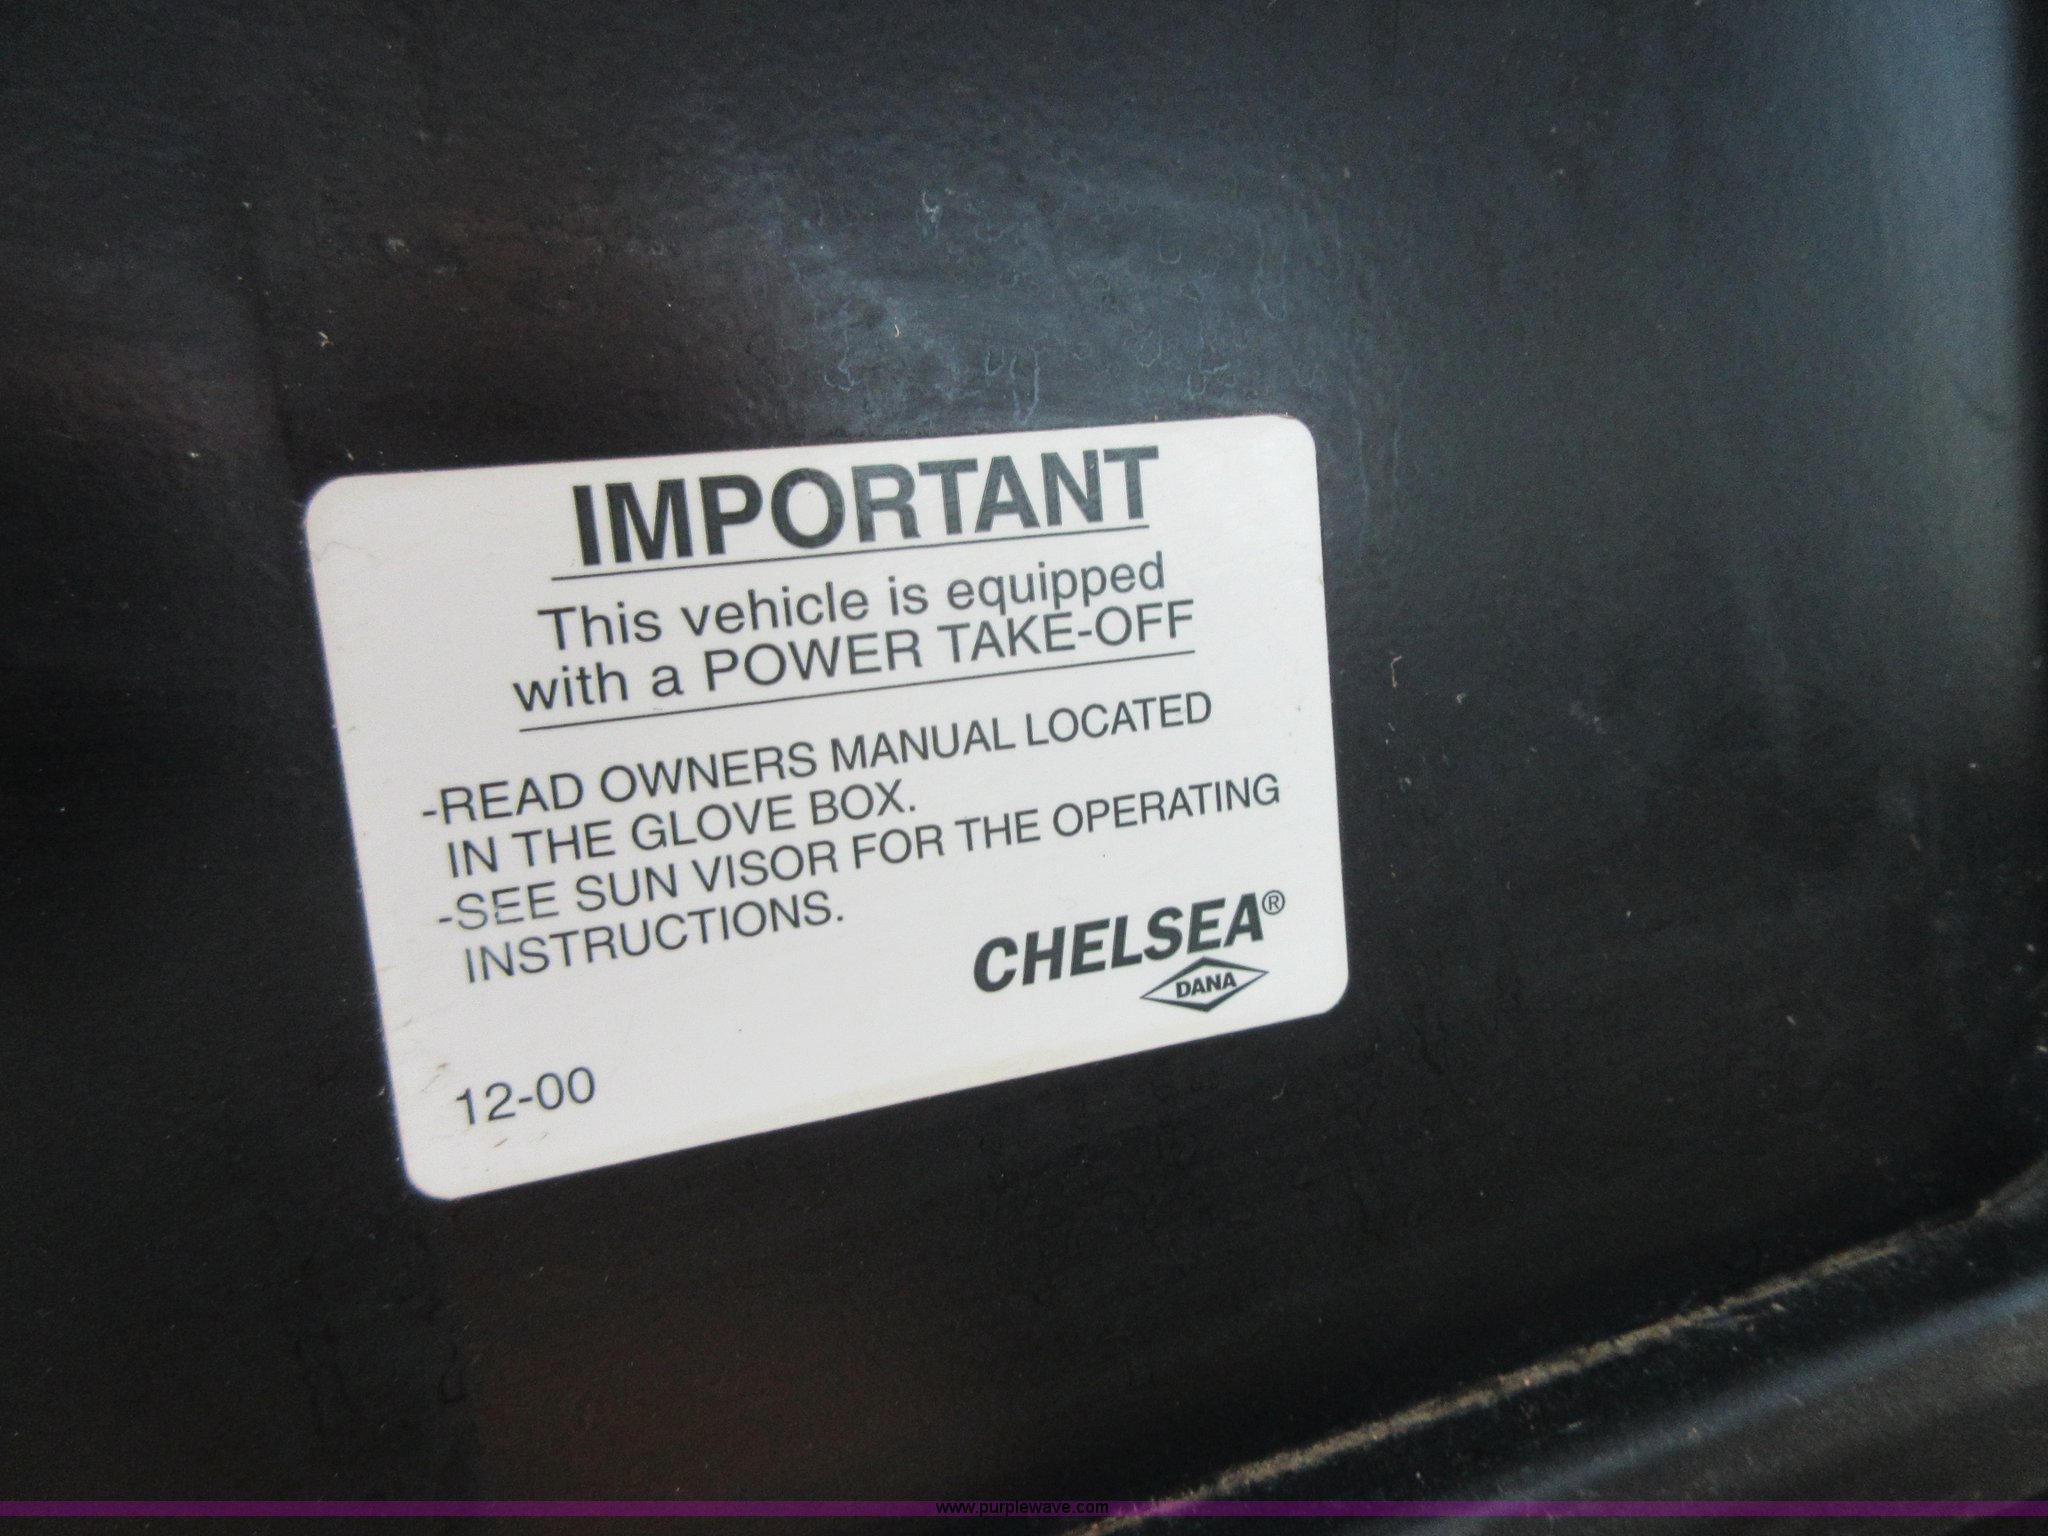 IMPORTANT
This vehicle is equipped
with a POWER TAKE-OFF
-READ OWNERS MANUAL LOCATED
IN THE GLOVE BOX.
-SEE SUN VISOR FOR THE OPERATING
INSTRUCTIONS.
CHELSEA®
DANA
12-00
www.purplewave.com